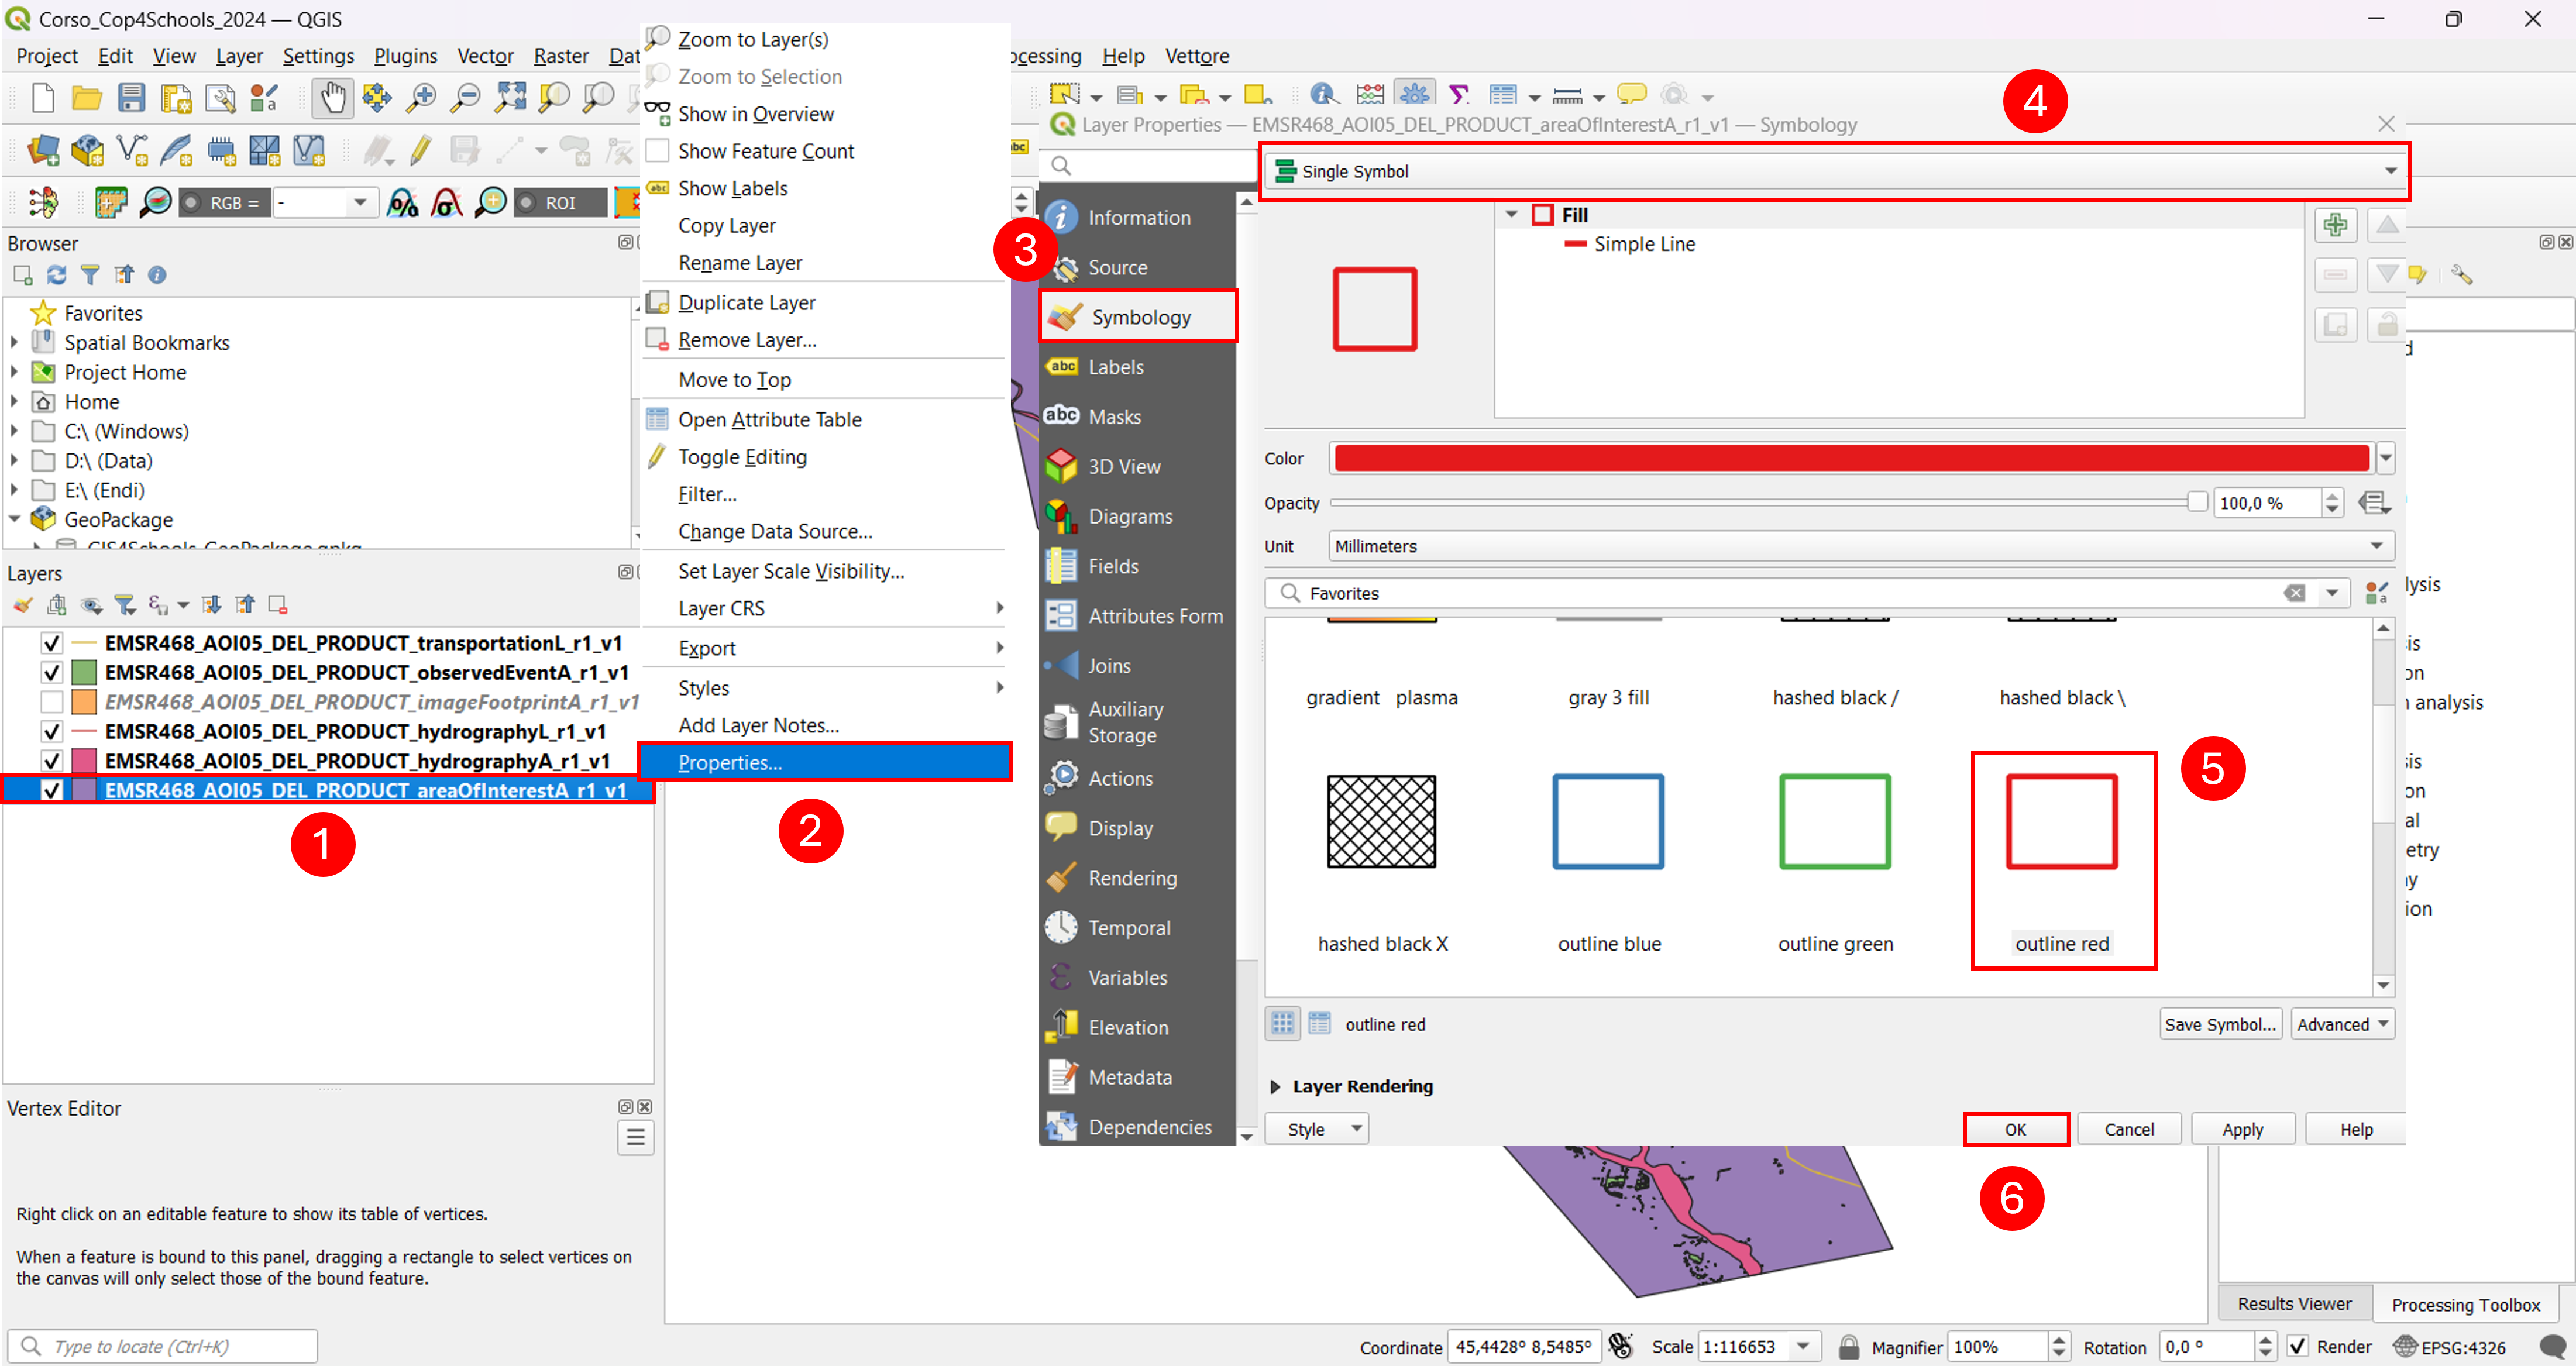 Corso_Cop4Schools_2024 — QGIS
Project Edit View Layer Settings Plugins Vector Raster Dat
ocessing Help Vettore
RGB = -
ROI
Browser
Favorites
Spatial Bookmarks
Project Home
Home
C:\ (Windows)
D:\ (Data)
E:\ (Endi)
GeoPackage
Layers
EMSR468_AOI05_DEL_PRODUCT_transportationL_r1_v1
EMSR468_AOI05_DEL_PRODUCT_observedEventA_r1_v1
EMSR468_AOI05_DEL_PRODUCT_imageFootprintA_r1_v1
EMSR468_AOI05_DEL_PRODUCT_hydrographyL_r1_v1
EMSR468_AOI05_DEL_PRODUCT_hydrographyA_r1_v1
EMSR468_AOI05_DEL_PRODUCT_areaOfInterestA_r1_v1
1
Vertex Editor
Right click on an editable feature to show its table of vertices.
When a feature is bound to this panel, dragging a rectangle to select vertices on
the canvas will only select those of the bound feature.
Type to locate (Ctrl+K)
Zoom to Layer(s)
Zoom to Selection
Show in Overview
Show Feature Count
abc Show Labels
Copy Layer
Rename Layer
Duplicate Layer
Remove Layer...
Move to Top
Open Attribute Table
Toggle Editing
Filter...
Change Data Source...
Set Layer Scale Visibility...
Layer CRS
Export
Styles
Add Layer Notes...
Properties...
2
Layer Properties — EMSR468_AOI05_DEL_PRODUCT_areaOfInterestA_r1_v1 — Symbology
3
Information
Source
Symbology
abc Labels
abc Masks
3D View
Diagrams
Fields
Attributes Form
Joins
Auxiliary
Storage
Actions
Display
Rendering
Temporal
Variables
Elevation
Metadata
Dependencies
4
Single Symbol
Fill
Simple Line
Color
Opacity 100,0 %
Unit Millimeters
Favorites
gradient plasma
gray 3 fill
hashed black /
hashed black \
hashed black X
outline blue
outline green
outline red
5
outline red
Save Symbol... Advanced
Layer Rendering
Style OK Cancel Apply Help
6
lysis
is
on
analysis
sis
on
al
etry
y
ion
Results Viewer Processing Toolbox
Coordinate 45,4428° 8,5485° Scale 1:116653 Magnifier 100% Rotation 0,0 ° Render EPSG:4326